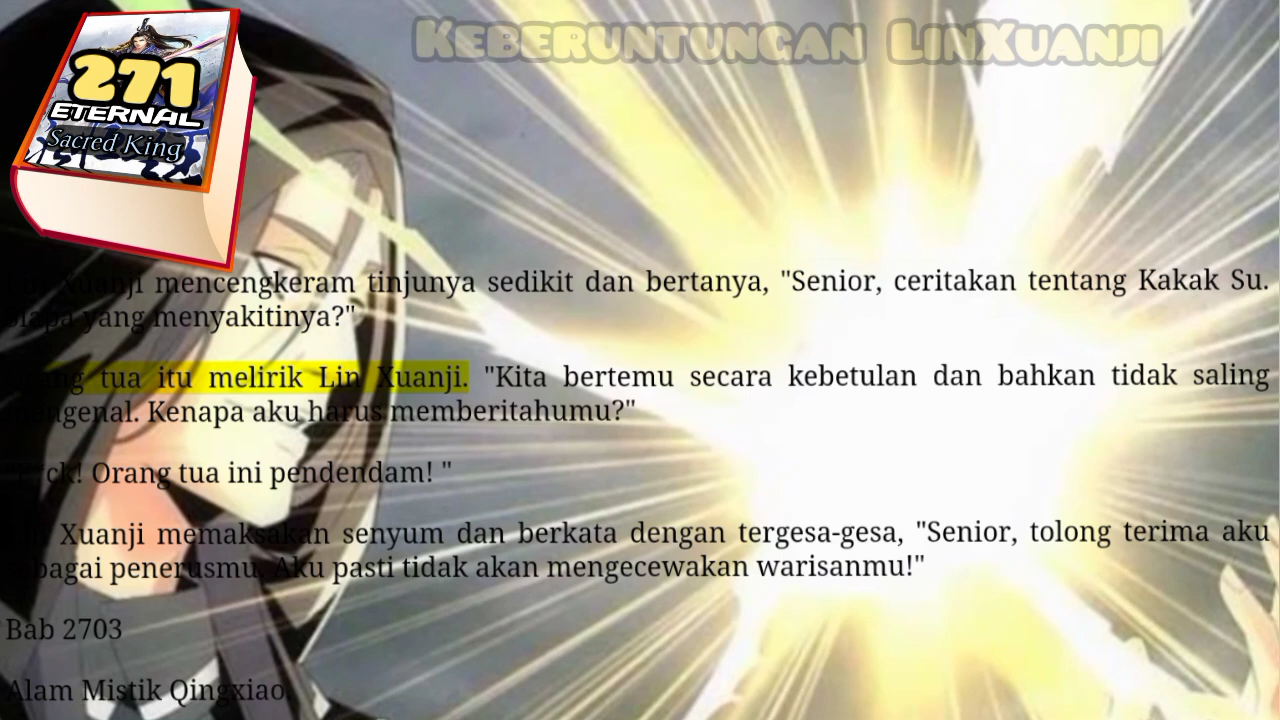 KEBERUNTUNGAN LINXUANJI
271
ETERNAL
Sacred King
Xuanji mencengkeram tinjunya sedikit dan bertanya, "Senior, ceritakan tentang Kakak Su.
Siapa yang menyakitinya?"
Orang tua itu melirik Lin Xuanji. "Kita bertemu secara kebetulan dan bahkan tidak saling
mengenal. Kenapa aku harus memberitahumu?"
Orang tua ini pendendam! "
Xuanji memaksakan senyum dan berkata dengan tergesa-gesa, "Senior, tolong terima aku
sebagai penerusmu. Aku pasti tidak akan mengecewakan warisanmu!"
Bab 2703
Alam Mistik Qingxiao.